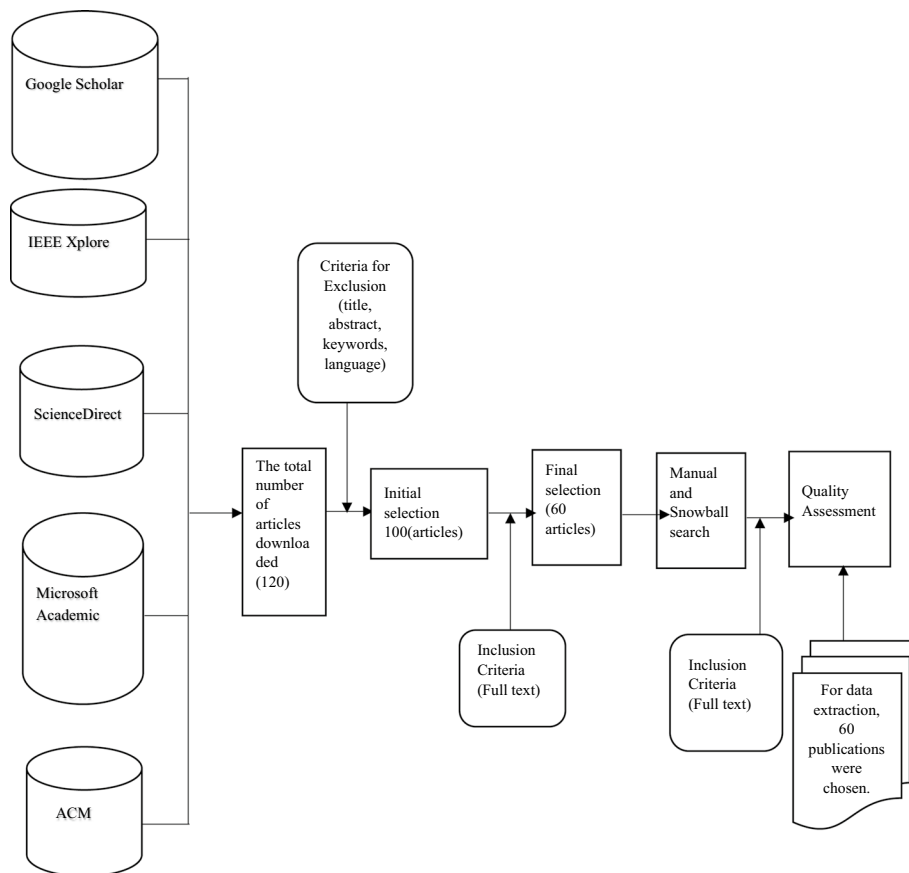 Google Scholar
IEEE Xplore
ScienceDirect
Microsoft
Academic
ACM
The total
number
of
articles
downloa
ded
(120)
Criteria for
Exclusion
(title,
abstract,
keywords,
language)
Initial
selection
100(articles)
Inclusion
Criteria
(Full text)
Final
selection
(60
articles)
Manual
and
Snowball
search
Inclusion
Criteria
(Full text)
Quality
Assessment
For data
extraction,
60
publications
were
chosen.